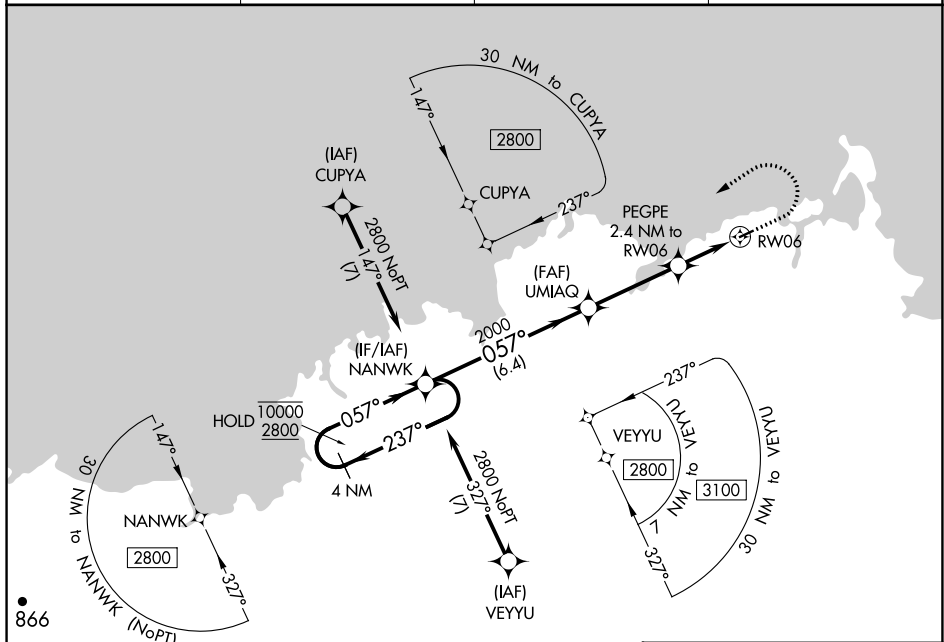 30 NM to CUPYA
147°
2800
CUPYA
237°
(IAF)
CUPYA
2800 NoPT
147°
(7)
PEGPE
2.4 NM to
RW06
RW06
(FAF)
UMIAQ
2000
057°
(6.4)
(IF/IAF)
NANWK
HOLD
10000
2800
057°
237°
4 NM
2800 NoPT
327°
(7)
(IAF)
VEYYU
237°
VEYYU
2800
7 NM to VEYYU
3100
30 NM to VEYYU
327°
147°
NANWK
2800
327°
30 NM to NANWK (NoPT)
866